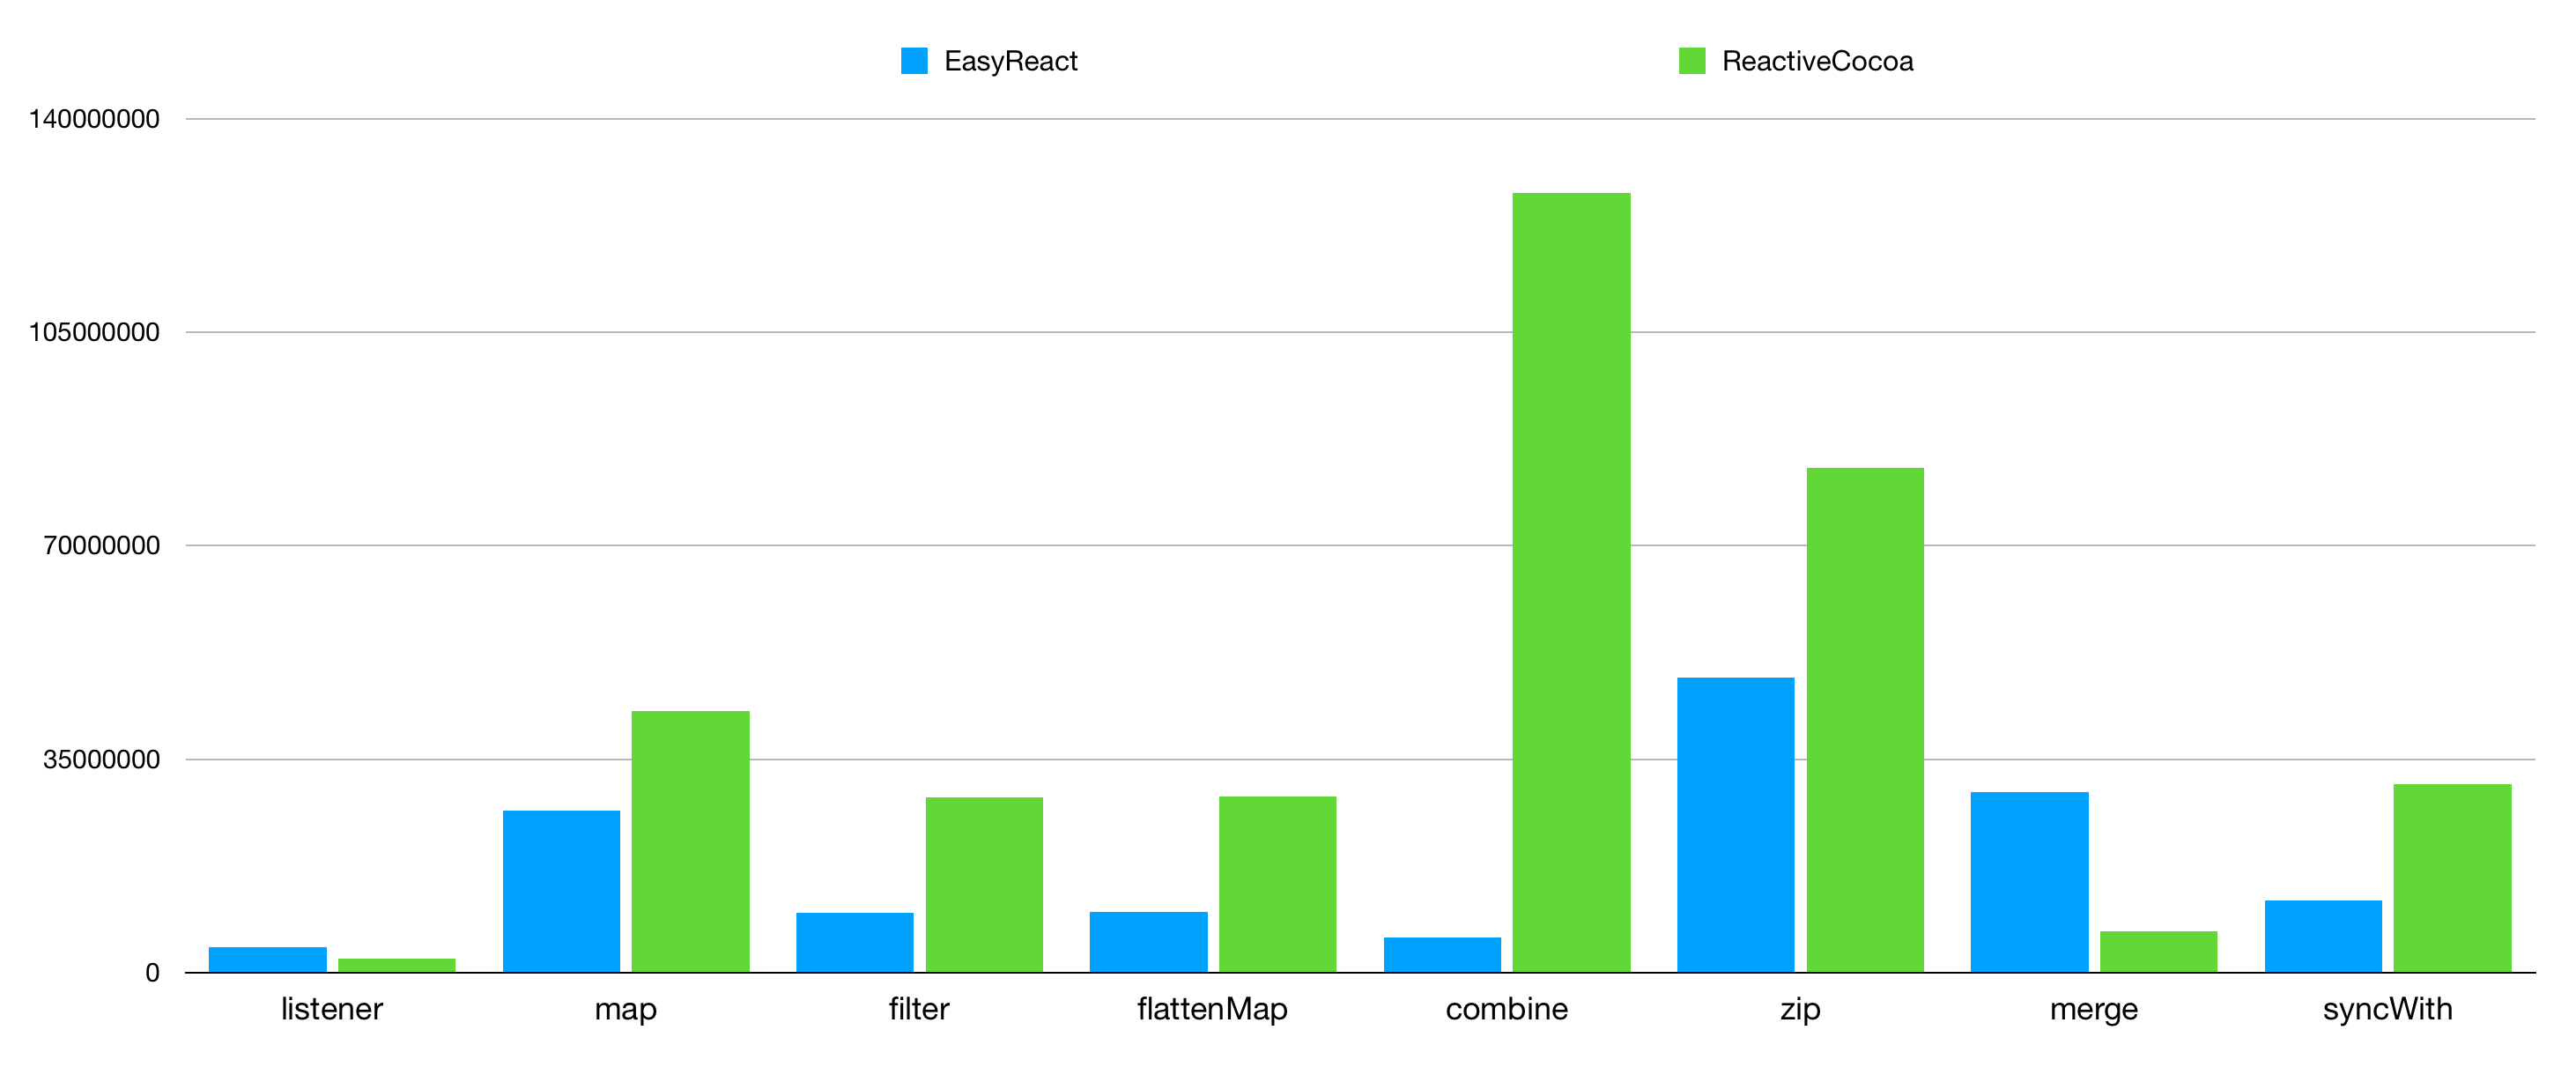 EasyReact ReactiveCocoa
140000000
105000000
70000000
35000000
0
listener map filter flattenMap combine zip merge syncWith